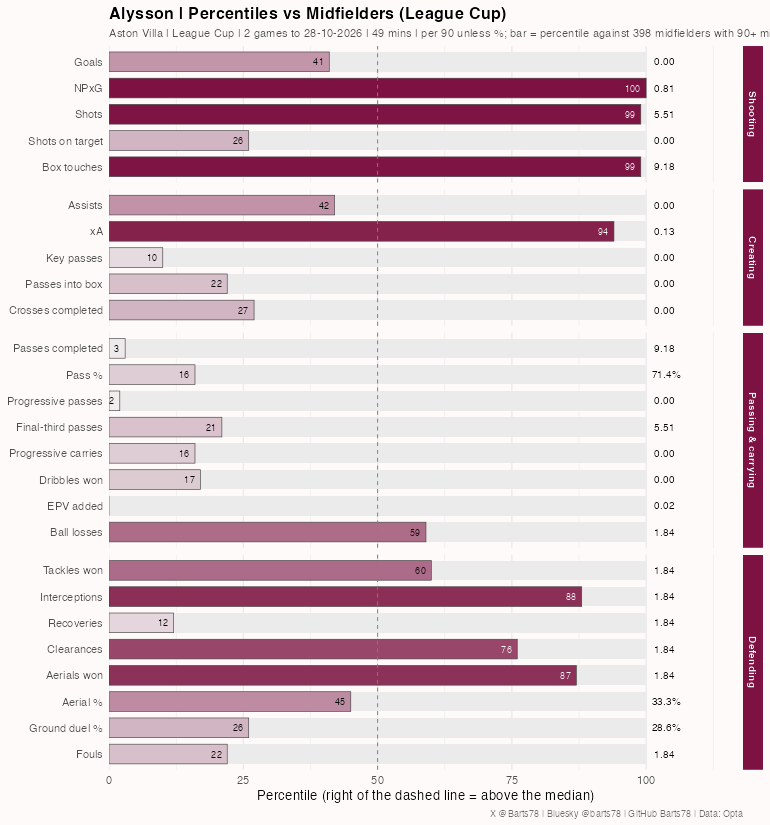 Alysson | Percentiles vs Midfielders (League Cup)
Aston Villa | League Cup | 2 games to 28-10-2026 | 49 mins | per 90 unless %; bar = percentile against 398 midfielders with 90+ m
Goals 41 0.00
NPxG 100 0.81
Shots 99 5.51
Shots on target 26 0.00
Box touches 99 9.18
Shooting
Assists 42 0.00
xA 94 0.13
Key passes 10 0.00
Passes into box 22 0.00
Crosses completed 27 0.00
Creating
Passes completed 3 9.18
Pass % 16 71.4%
Progressive passes 2 0.00
Final-third passes 21 5.51
Progressive carries 16 0.00
Dribbles won 17 0.00
EPV added 0.02
Ball losses 59 1.84
Passing & carrying
Tackles won 60 1.84
Interceptions 88 1.84
Recoveries 12 1.84
Clearances 76 1.84
Aerials won 87 1.84
Aerial % 45 33.3%
Ground duel % 26 28.6%
Fouls 22 1.84
Defending
0 25 50 75 100
Percentile (right of the dashed line = above the median)
X @Barts78 | Bluesky @barts78 | GitHub Barts78 | Data: Opta